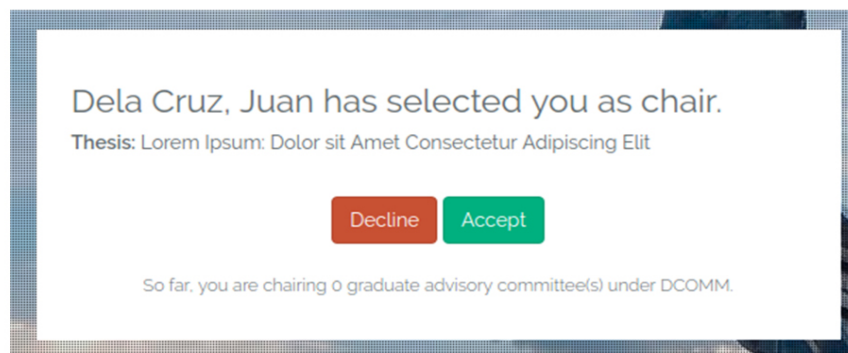 Dela Cruz, Juan has selected you as chair.
Thesis: Lorem Ipsum: Dolor sit Amet Consectetur Adipiscing Elit
Decline Accept
So far, you are chairing 0 graduate advisory committee(s) under DCOMM.